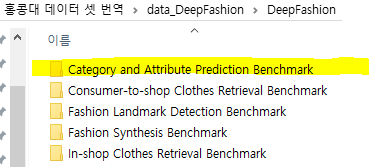 홍콩대 데이터 셋 번역 > data_DeepFashion > DeepFashion
이름
Category and Attribute Prediction Benchmark
Consumer-to-shop Clothes Retrieval Benchmark
Fashion Landmark Detection Benchmark
Fashion Synthesis Benchmark
In-shop Clothes Retrieval Benchmark